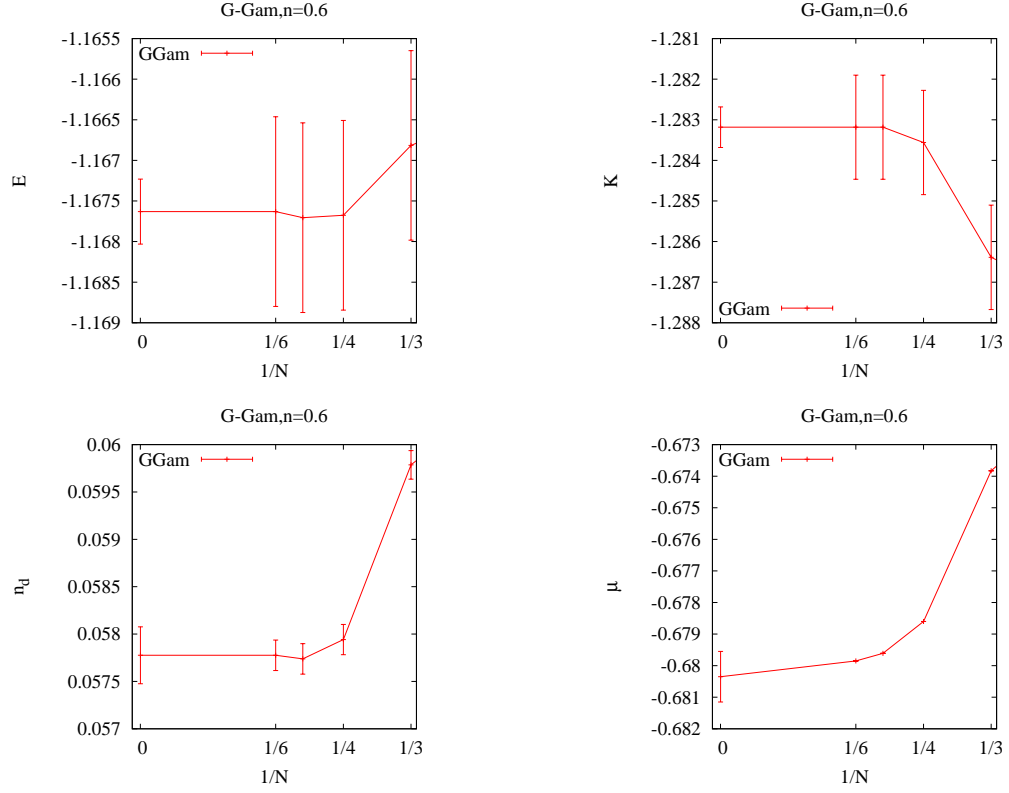 G-Gam,n=0.6
-1.1655
GGam
-1.166
-1.1665
-1.167
E
-1.1675
-1.168
-1.1685
-1.169
0 1/6 1/4 1/3
1/N
G-Gam,n=0.6
-1.281
-1.282
-1.283
-1.284
K
-1.285
-1.286
-1.287
GGam
-1.288
0 1/6 1/4 1/3
1/N
G-Gam,n=0.6
0.06
GGam
0.0595
0.059
0.0585
n_d
0.058
0.0575
0.057
0 1/6 1/4 1/3
1/N
G-Gam,n=0.6
-0.673
GGam
-0.674
-0.675
-0.676
-0.677
μ
-0.678
-0.679
-0.68
-0.681
-0.682
0 1/6 1/4 1/3
1/N